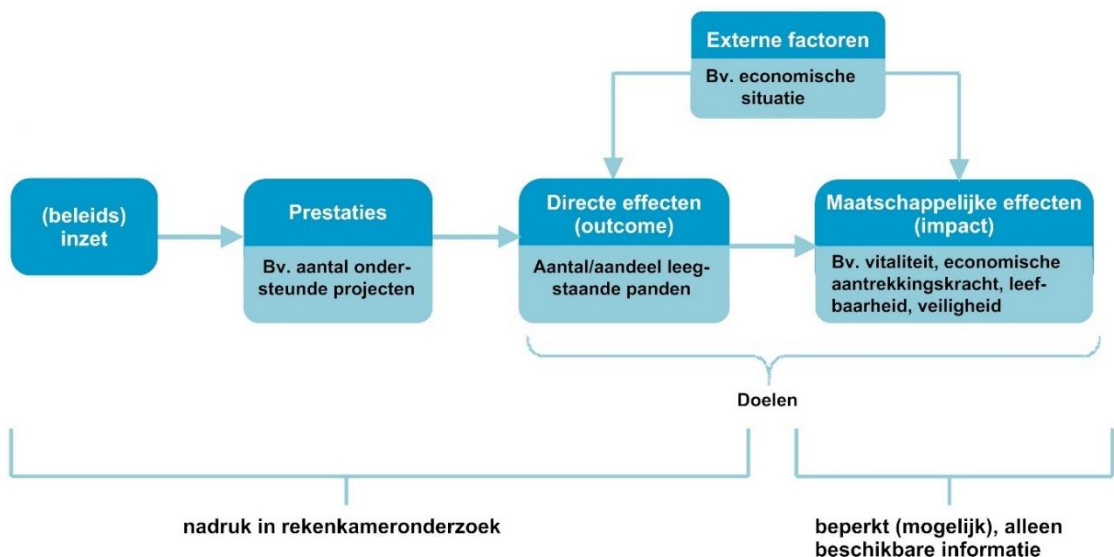 Externe factoren
Bv. economische
situatie
(beleids)
inzet
Prestaties
Bv. aantal onder-
steunde projecten
Directe effecten
(outcome)
Aantal/aandeel leeg-
staande panden
Maatschappelijke effecten
(impact)
Bv. vitaliteit, economische
aantrekkingskracht, leef-
baarheid, veiligheid
Doelen
nadruk in rekenkameronderzoek
beperkt (mogelijk), alleen
beschikbare informatie